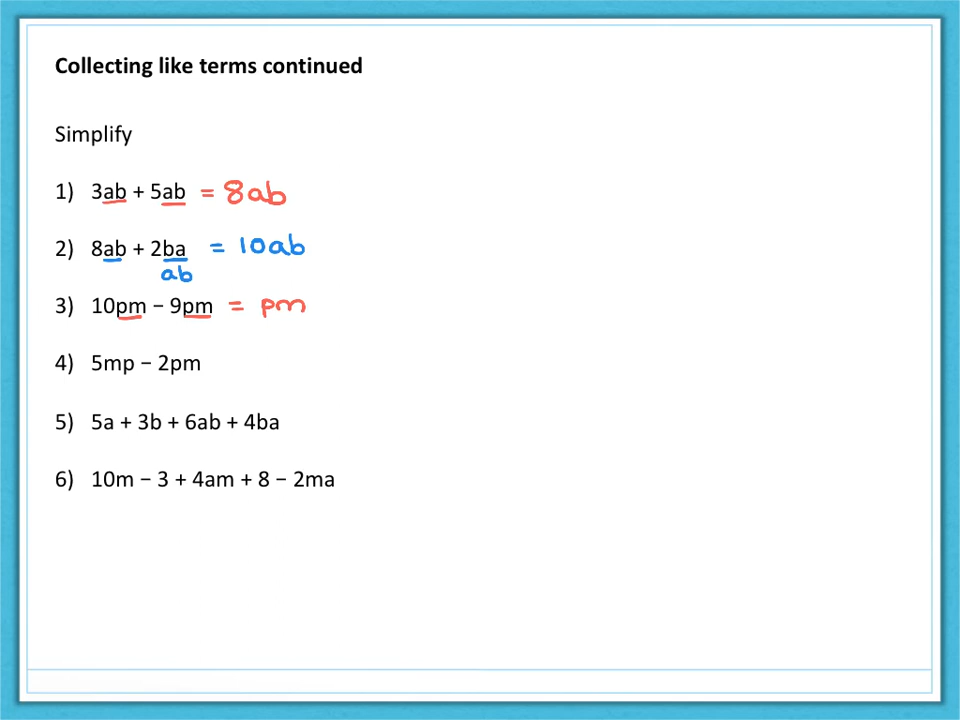 Collecting like terms continued
Simplify
1) 3ab + 5ab = 8ab
2) 8ab + 2ba = 10ab
ab
3) 10pm − 9pm = pm
4) 5mp − 2pm
5) 5a + 3b + 6ab + 4ba
6) 10m − 3 + 4am + 8 − 2ma